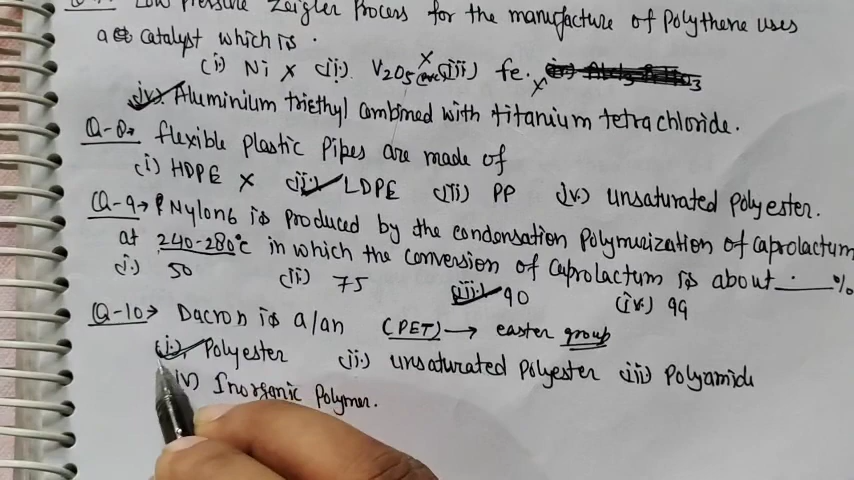 Low Pressure Zeigler Process for the manufacture of Polythene uses
a catalyst which is.
(i) Ni x (ii) V2O5 x (iii) fe. x
(iv) Aluminium triethyl combined with titanium tetrachloride.
Q-8 → flexible plastic pipes are made of
(i) HDPE x (ii) LDPE (iii) PP (iv) unsaturated Polyester.
Q-9 → Nylon6 is produced by the condensation Polymerization of caprolactum
at 240-280°c in which the conversion of caprolactum is about ____ %
(i.) 50 (ii) 75 (iii) 90 (iv) 99
Q-10 → Dacron is a/an (PET) → easter group
(i.) Polyester (ii.) unsaturated Polyester (iii) Polyamide
(iv) Inorganic Polymer.